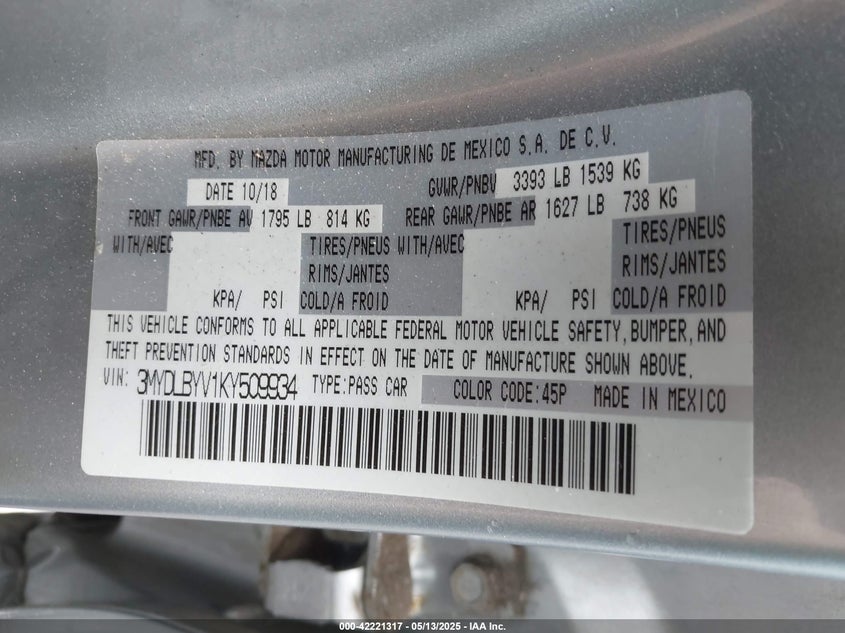 MFD. BY MAZDA MOTOR MANUFACTURING DE MEXICO S.A. DE C.V.
DATE 10/18 GVWR/PNBV 3393 LB 1539 KG
FRONT GAWR/PNBE AV 1795 LB 814 KG REAR GAWR/PNBE AR 1627 LB 738 KG
WITH/AVEC TIRES/PNEUS WITH/AVEC TIRES/PNEUS
RIMS/JANTES RIMS/JANTES
KPA/ PSI COLD/A FROID KPA/ PSI COLD/A FROID
THIS VEHICLE CONFORMS TO ALL APPLICABLE FEDERAL MOTOR VEHICLE SAFETY, BUMPER, AND
THEFT PREVENTION STANDARDS IN EFFECT ON THE DATE OF MANUFACTURE SHOWN ABOVE.
VIN: 3MYDLBYV1KY509934 TYPE:PASS CAR COLOR CODE:45P MADE IN MEXICO
000-42221317 - 05/13/2025 - IAA Inc.